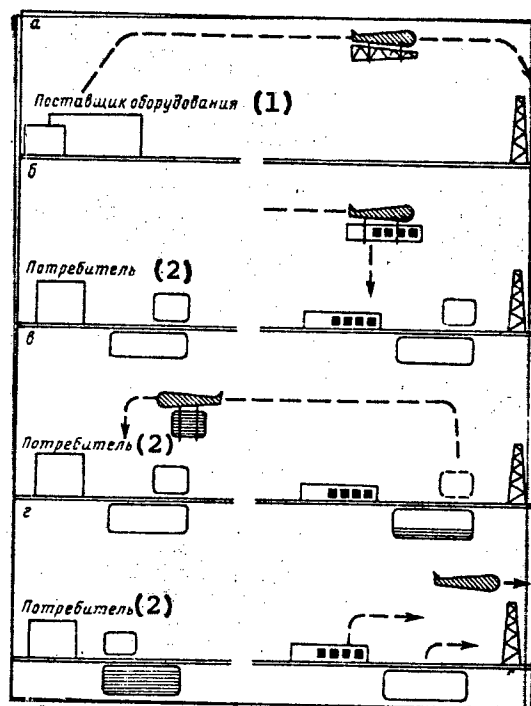 а
Поставщик оборудования (1)
б
Потребитель (2)
в
Потребитель (2)
г
Потребитель (2)